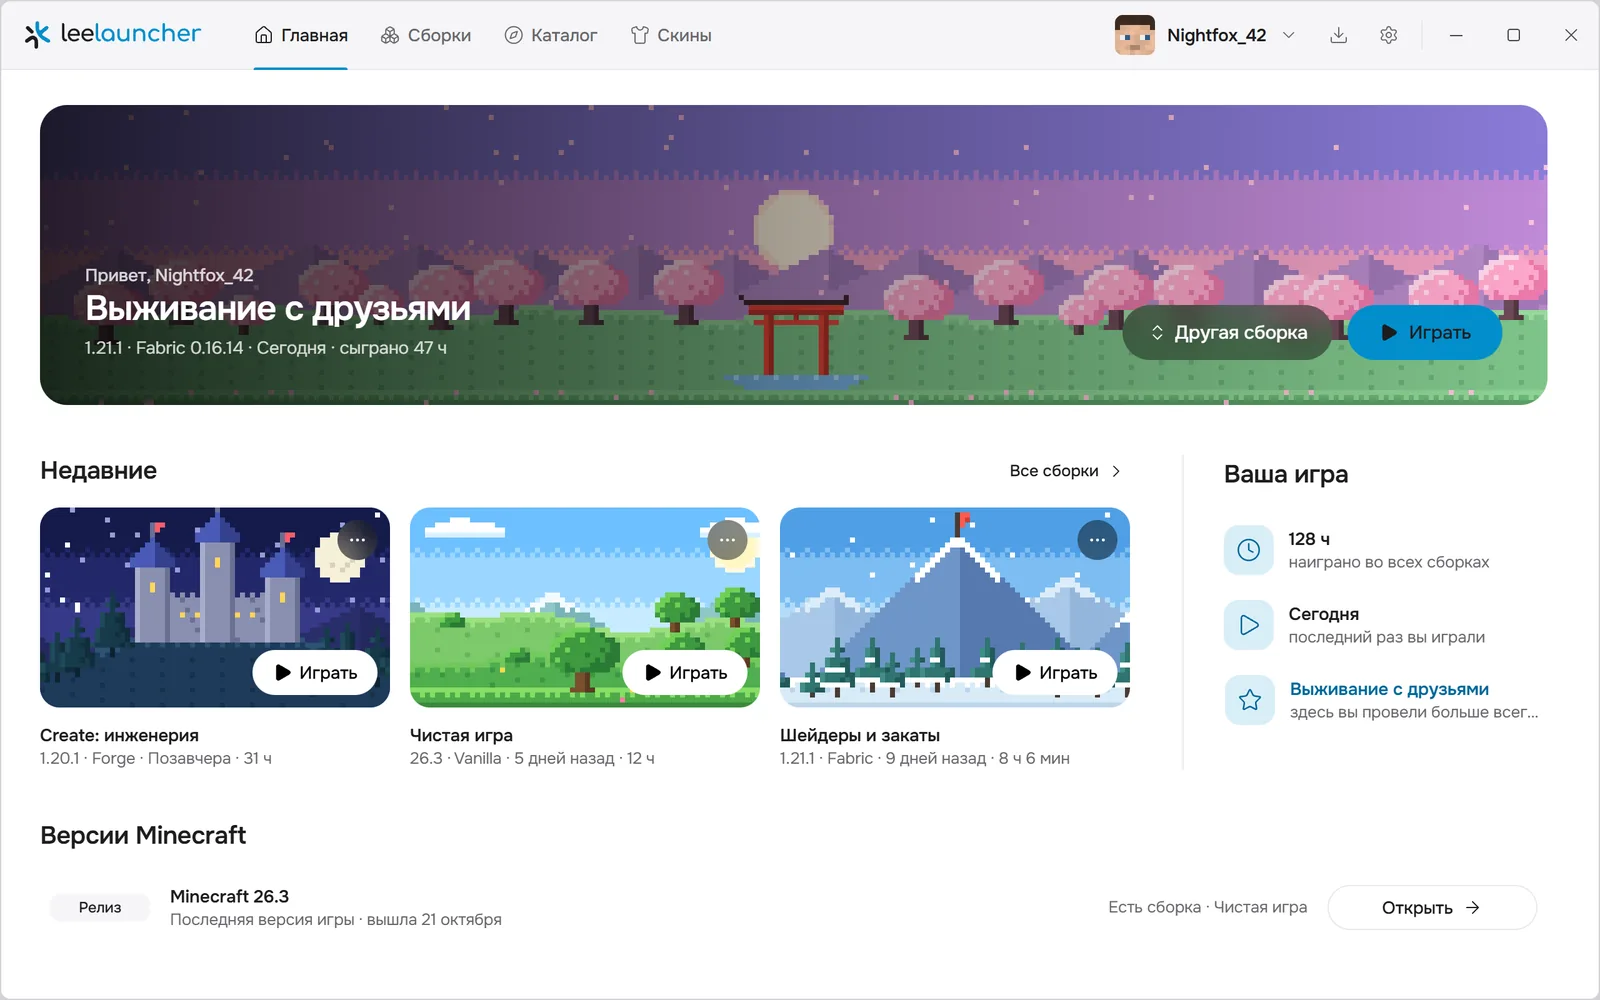 leelauncher
Главная
Сборки
Каталог
Скины
Nightfox_42
Привет, Nightfox_42
Выживание с друзьями
1.21.1 · Fabric 0.16.14 · Сегодня · сыграно 47 ч
Другая сборка
Играть
Недавние
Все сборки
Играть
Играть
Играть
Create: инженерия
1.20.1 · Forge · Позавчера · 31 ч
Чистая игра
26.3 · Vanilla · 5 дней назад · 12 ч
Шейдеры и закаты
1.21.1 · Fabric · 9 дней назад · 8 ч 6 мин
Ваша игра
128 ч
наиграно во всех сборках
Сегодня
последний раз вы играли
Выживание с друзьями
здесь вы провели больше всег...
Версии Minecraft
Релиз
Minecraft 26.3
Последняя версия игры · вышла 21 октября
Есть сборка · Чистая игра
Открыть